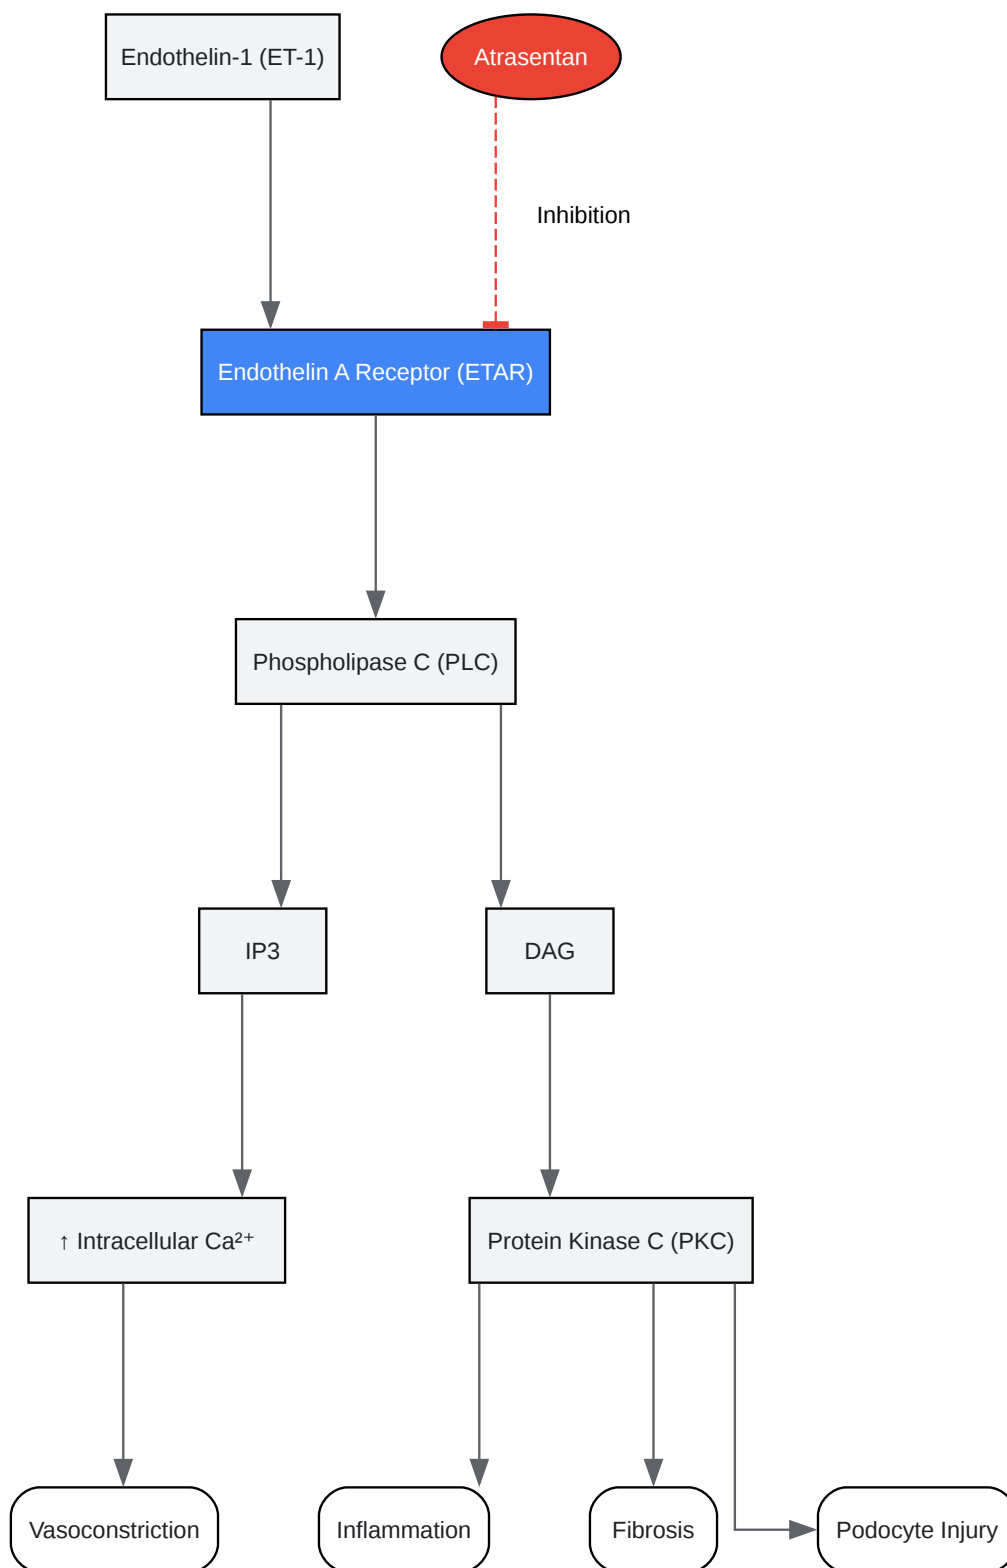 Endothelin-1 (ET-1)
Atrasentan
Inhibition
Endothelin A Receptor (ETAR)
Phospholipase C (PLC)
IP3
DAG
↑ Intracellular Ca²⁺
Protein Kinase C (PKC)
Vasoconstriction
Inflammation
Fibrosis
Podocyte Injury